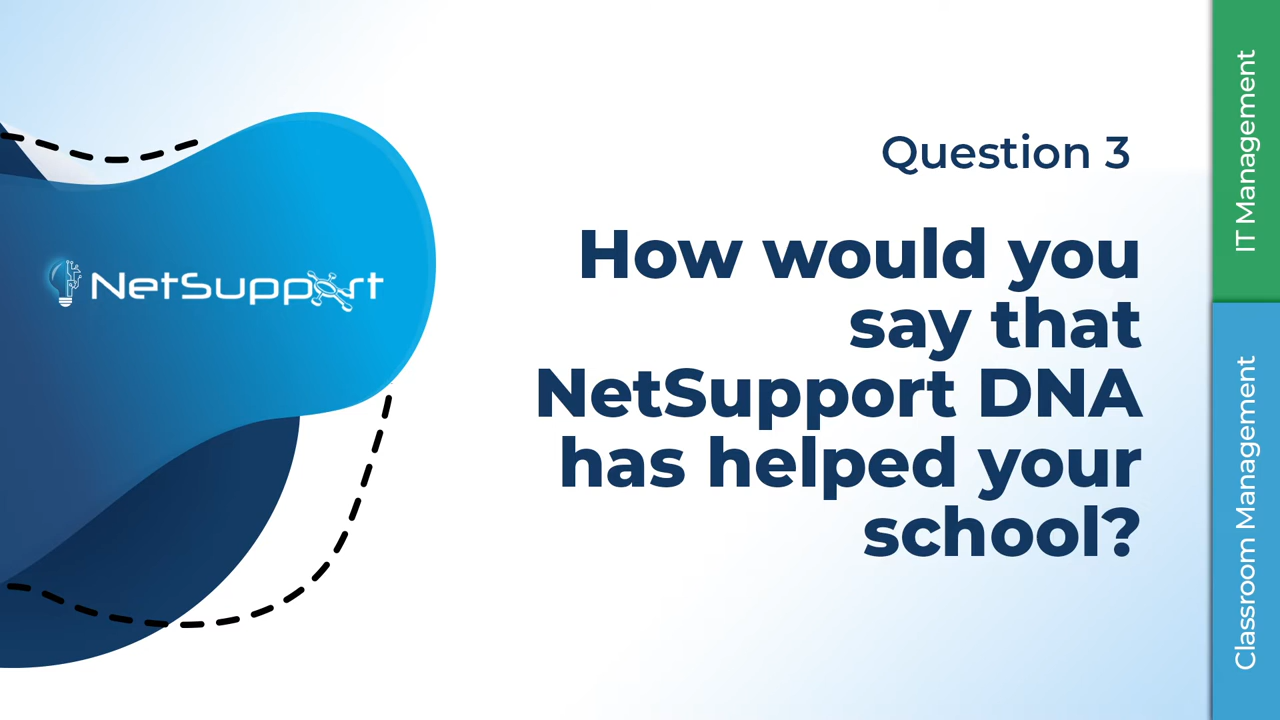 NetSupport
Question 3
How would you
say that
NetSupport DNA
has helped your
school?
IT Management
Classroom Management